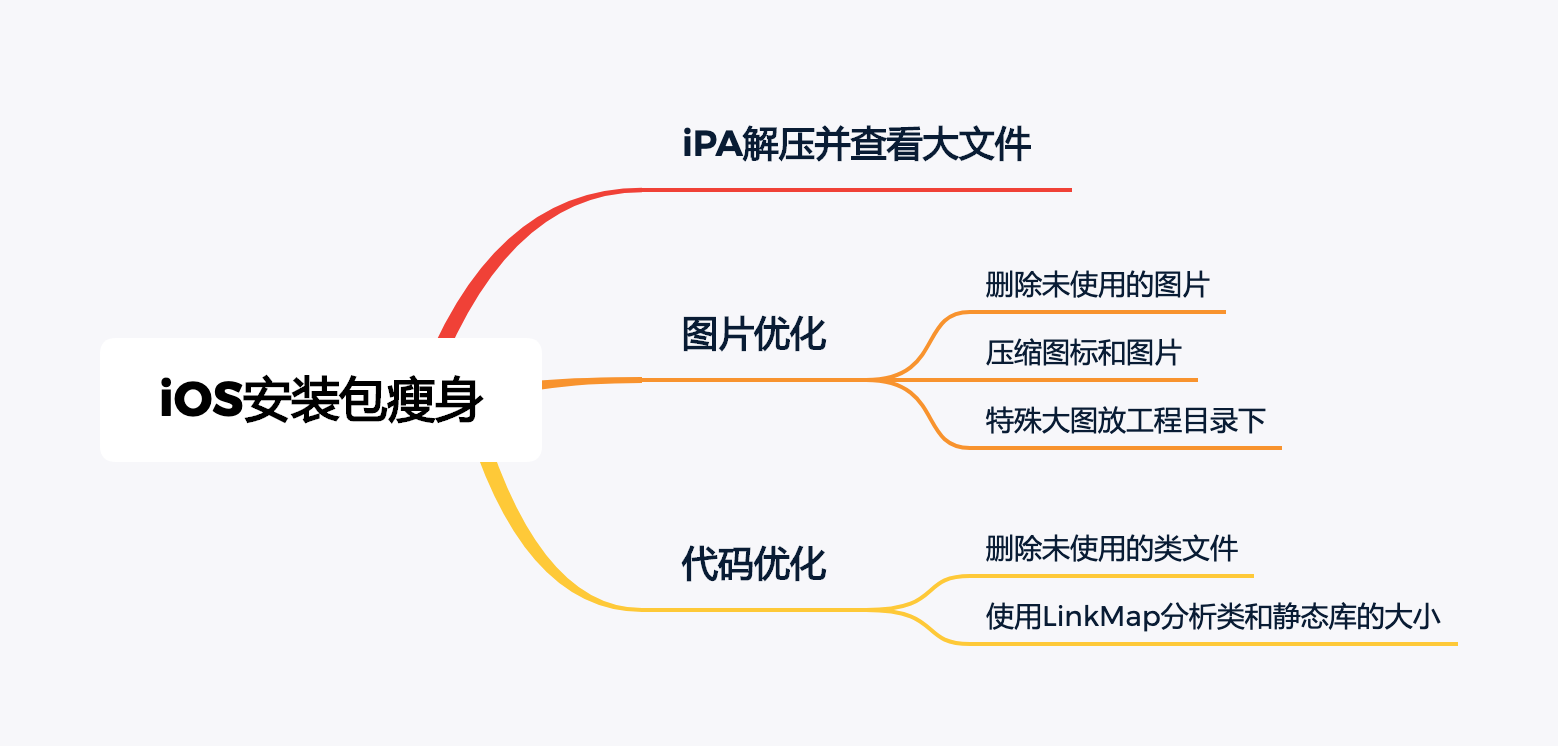 iPA解压并查看大文件
删除未使用的图片
图片优化
压缩图标和图片
iOS安装包瘦身
特殊大图放工程目录下
删除未使用的类文件
代码优化
使用LinkMap分析类和静态库的大小